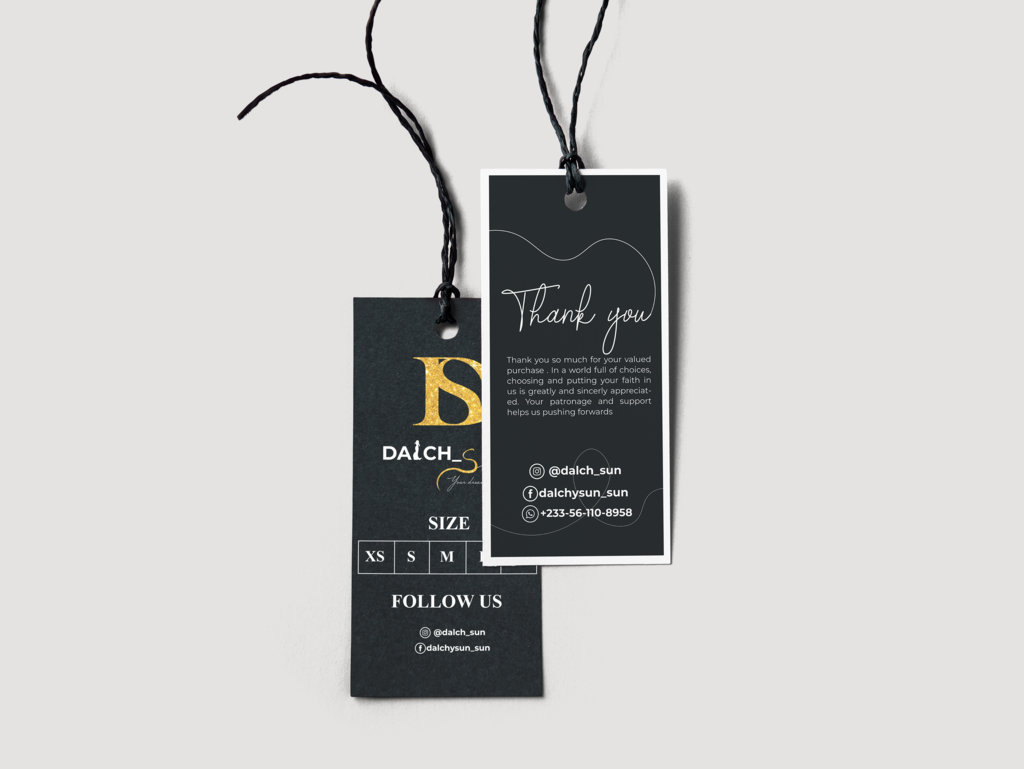 DS
DALCH_S
Your
SIZE
XS S M
FOLLOW US
@dalch_sun
dalchysun_sun
Thank you
Thank you so much for your valued
purchase . In a world full of choices,
choosing and putting your faith in
us is greatly and sincerly appreciat-
ed. Your patronage and support
helps us pushing forwards
@dalch_sun
dalchysun_sun
+233-56-110-8958